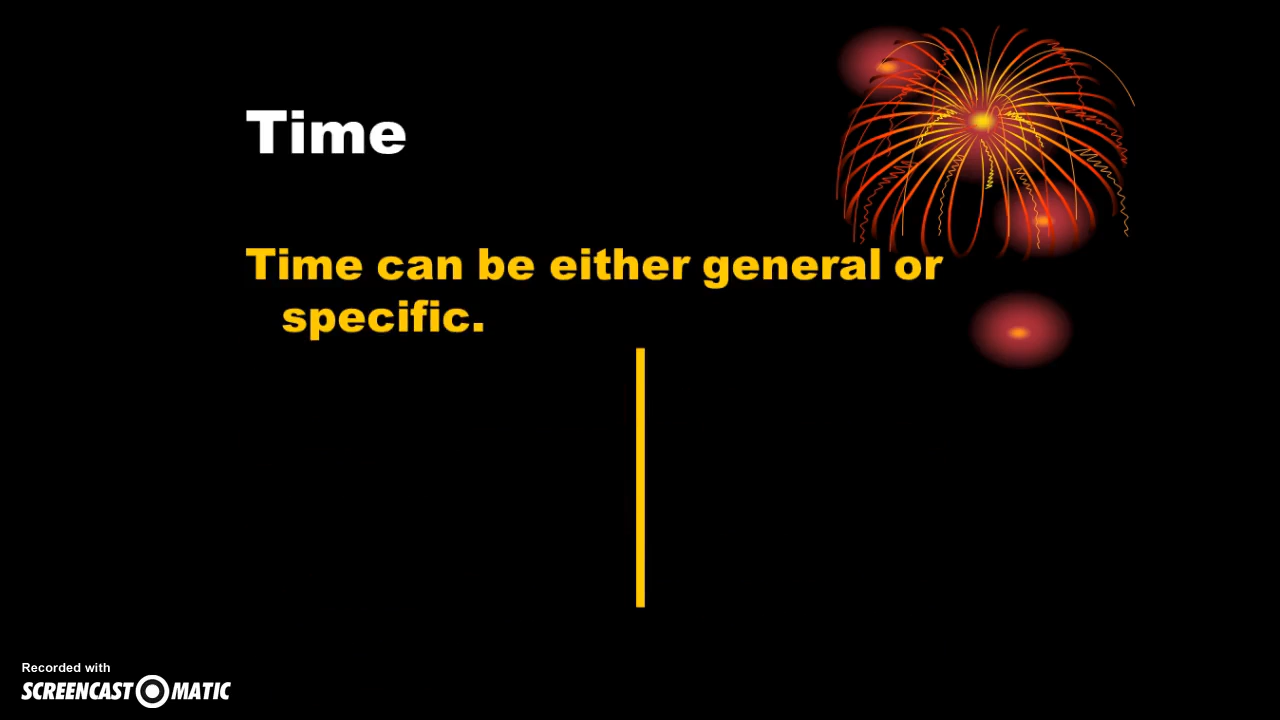 Time
Time can be either general or
specific.
Recorded with
SCREENCAST MATIC